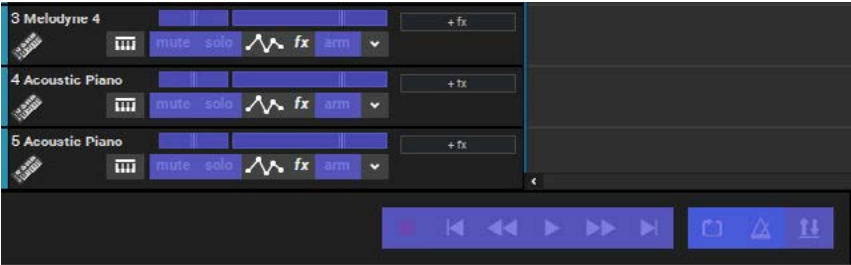 3 Melodyne 4
+ fx
mute solo fx arm
4 Acoustic Piano
+ fx
mute solo fx arm
5 Acoustic Piano
+ fx
mute solo fx arm